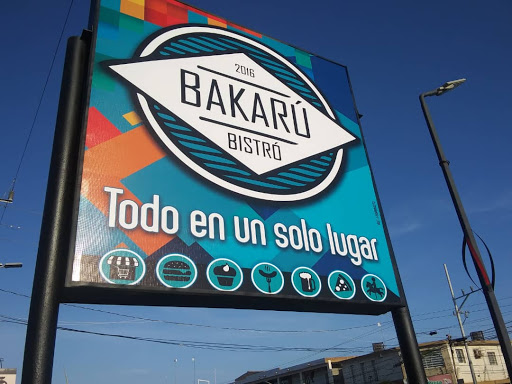 2016
BAKARÚ
BISTRÓ
Todo en un solo lugar